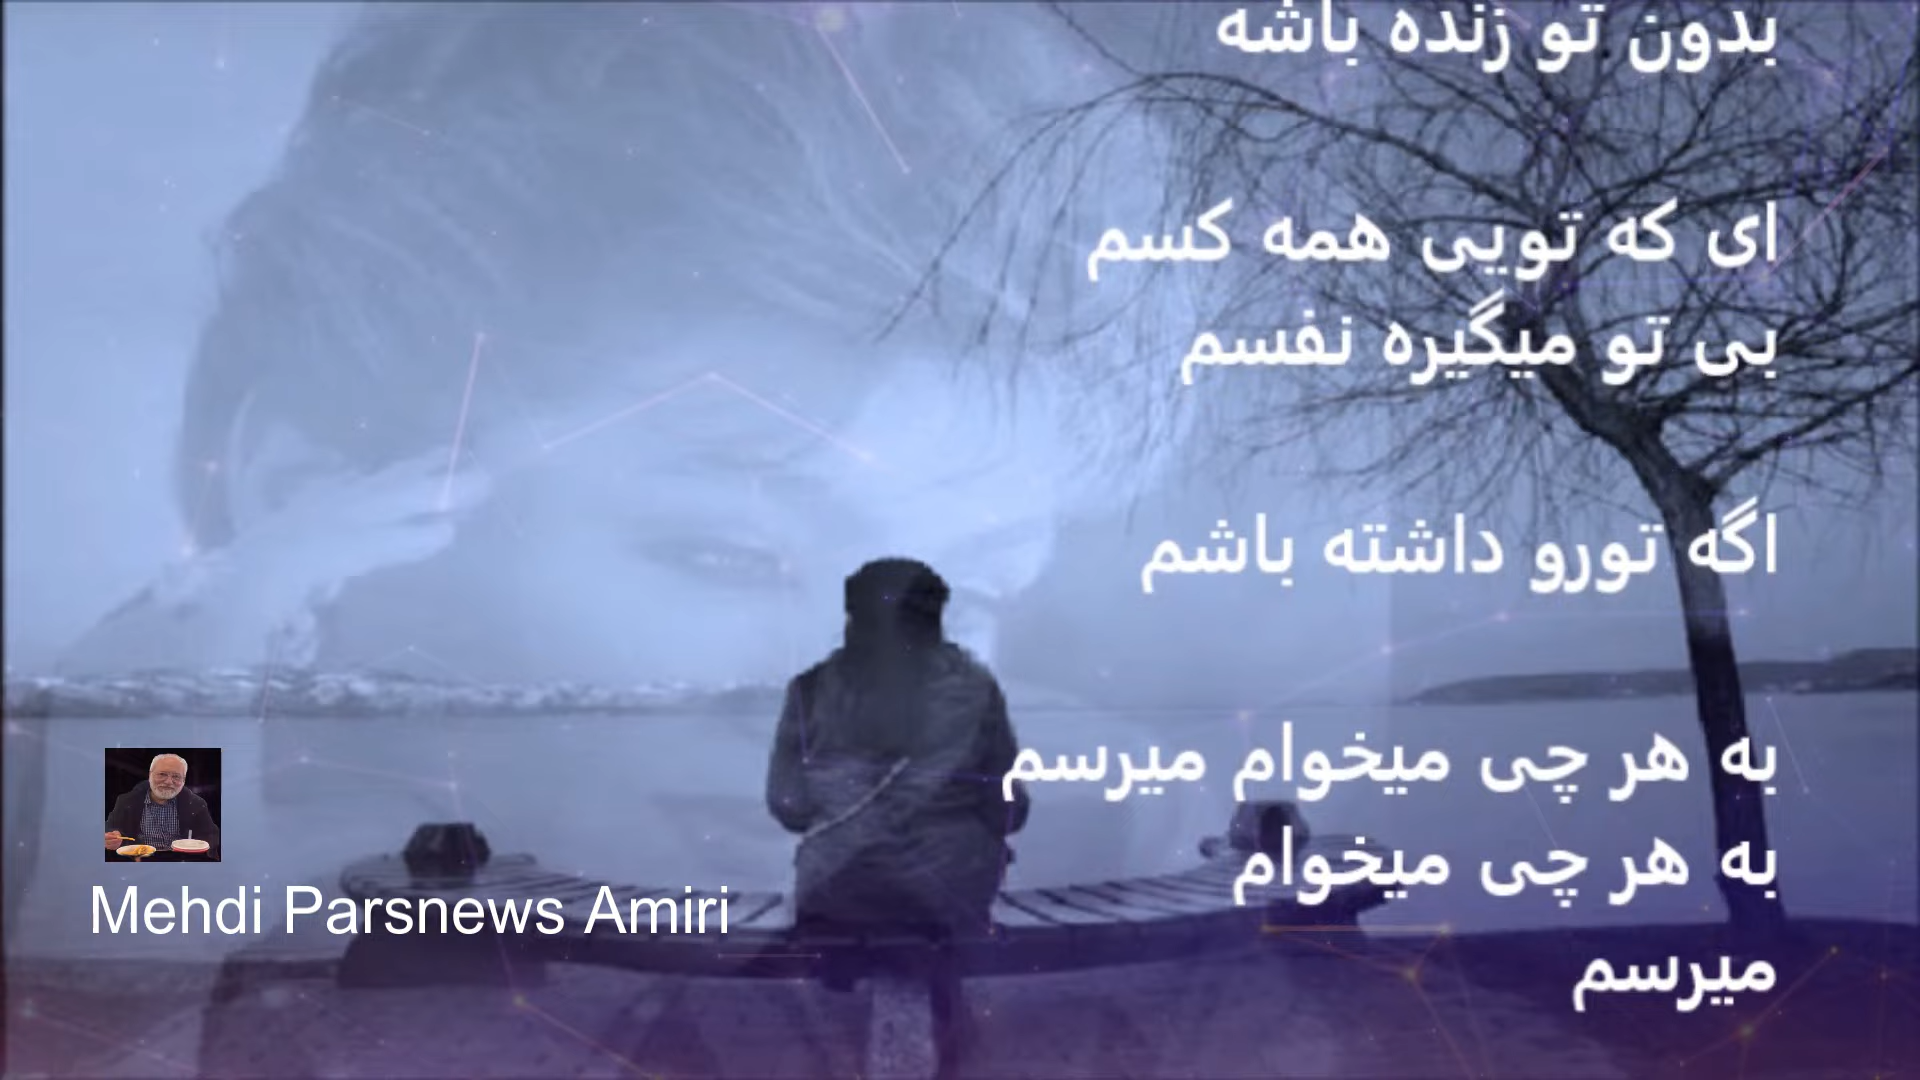 بدون تو زنده باشه
ای که تویی همه کسم
بی تو میگیره نفسم
اگه تورو داشته باشم
به هر چی میخوام میرسم
به هر چی میخوام
میرسم
Mehdi Parsnews Amiri